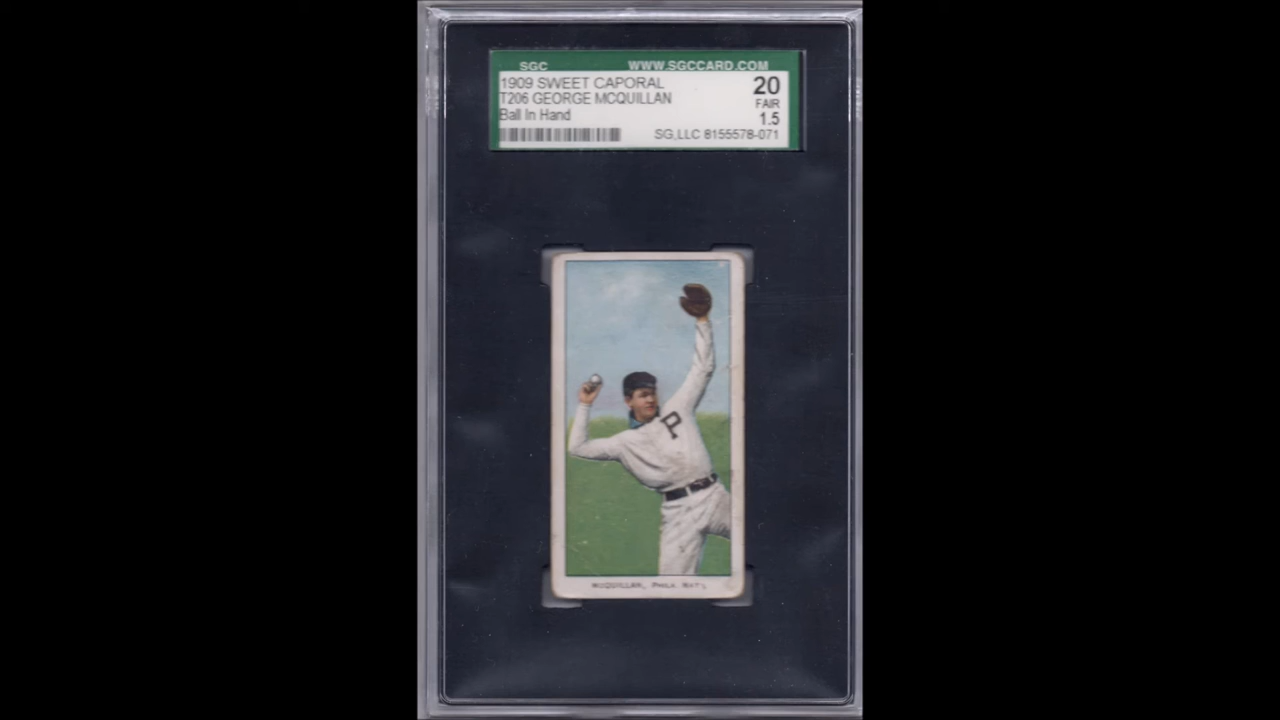 SGC WWW.SGCCARD.COM
1909 SWEET CAPORAL 20
T206 GEORGE MCQUILLAN FAIR
Ball In Hand 1.5
SG,LLC 8155578-071
P
MCQUILLAN, PHILA. NAT'L